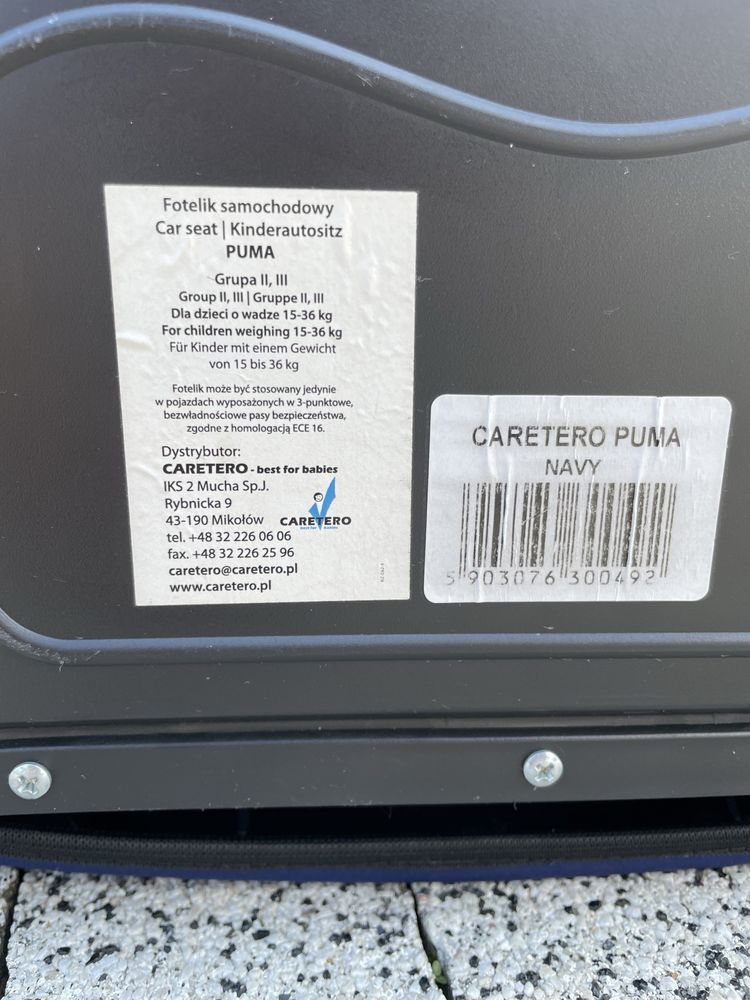 Fotelik samochodowy
Car seat | Kinderautositz
PUMA
Grupa II, III
Group II, III | Gruppe II, III
Dla dzieci o wadze 15-36 kg
For children weighing 15-36 kg
Für Kinder mit einem Gewicht
von 15 bis 36 kg
Fotelik może być stosowany jedynie
w pojazdach wyposażonych w 3-punktowe,
bezwładnościowe pasy bezpieczeństwa,
zgodne z homologacją ECE 16.
Dystrybutor:
CARETERO - best for babies
IKS 2 Mucha Sp.J.
Rybnicka 9
43-190 Mikołów
tel. +48 32 226 06 06
fax. +48 32 226 25 96
caretero@caretero.pl
www.caretero.pl
CARETERO
best for babies
CARETERO PUMA
NAVY
5 903076 300492